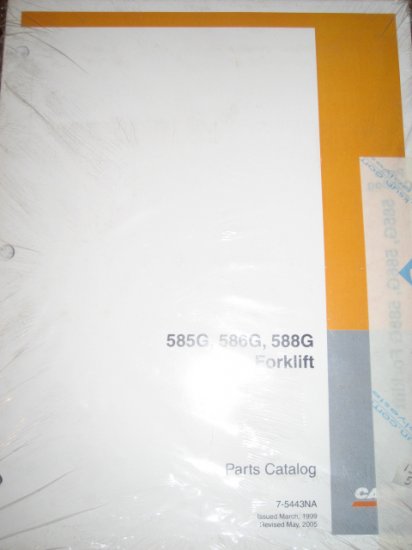 585G, 586G, 588G
Forklift
Parts Catalog
7-5443NA
Issued March, 1999
Revised May, 2005
CA